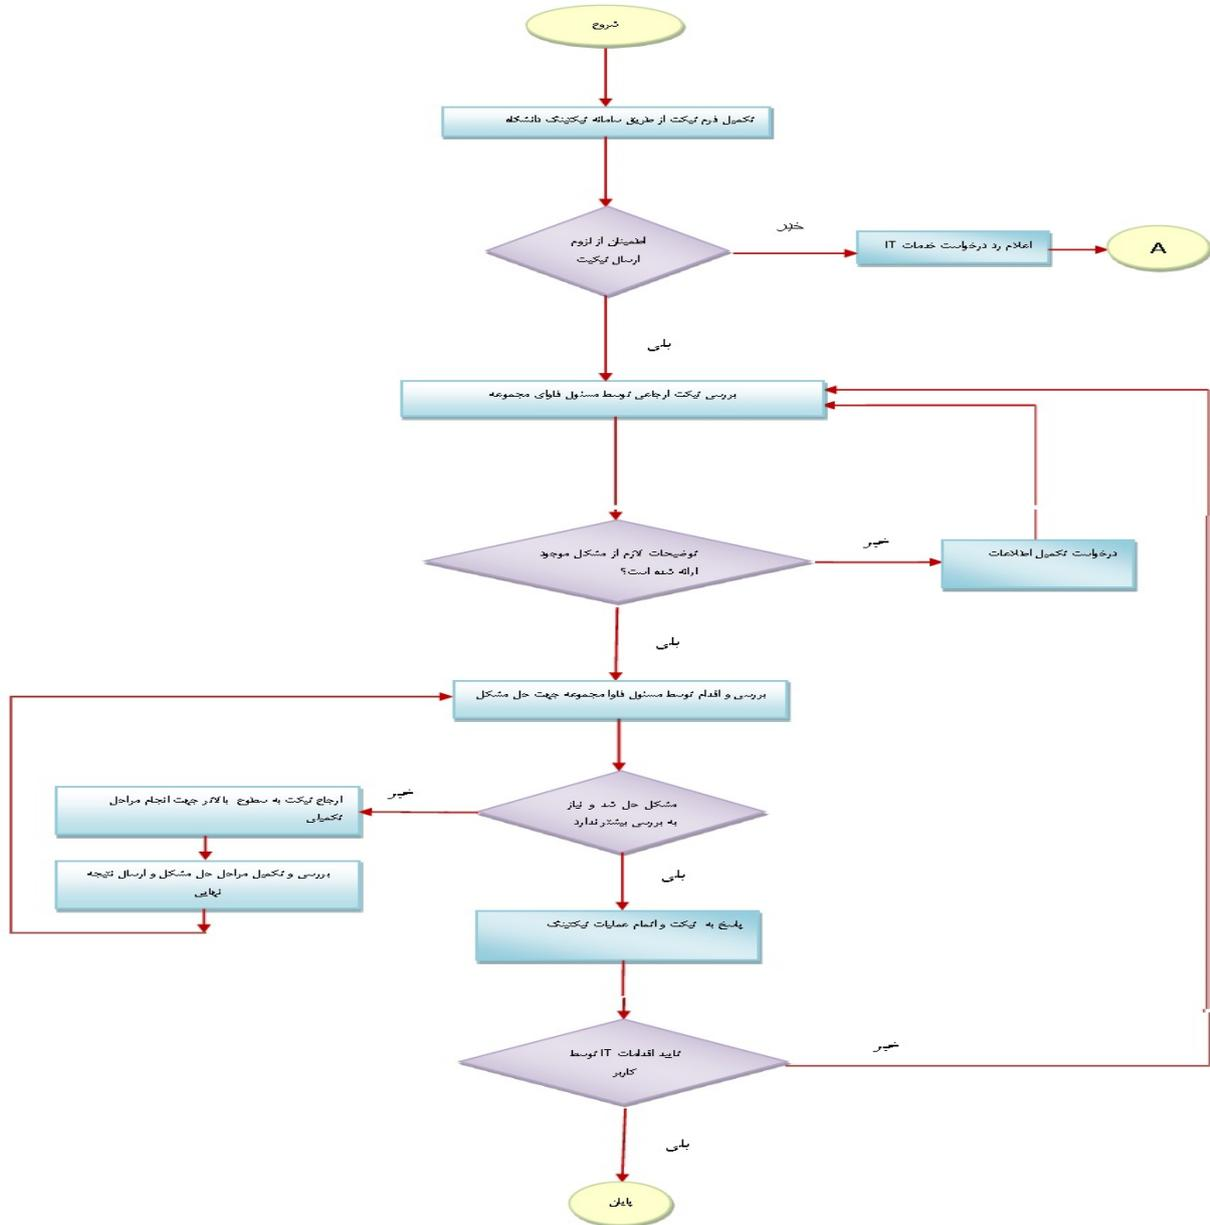 شروع
تکمیل فرم تیکت از طریق سامانه تیکتینگ دانشگاه
اطمینان از لزوم
ارسال تیکیت
خیر
اعلام رد درخواست خدمات IT
A
بلی
بررسی تیکت ارجاعی توسط مسئول فاوای مجموعه
توضیحات لازم از مشکل موجود
ارائه شده است؟
خیر
درخواست تکمیل اطلاعات
بلی
بررسی و اقدام توسط مسئول فاوا مجموعه جهت حل مشکل
مشکل حل شد و نیاز
به بررسی بیشتر ندارد
خیر
ارجاع تیکت به سطوح بالاتر جهت انجام مراحل
تکمیلی
بررسی و تکمیل مراحل حل مشکل و ارسال نتیجه
نهایی
بلی
پاسخ به تیکت و اتمام عملیات تیکتینگ
تایید اقدامات IT توسط
کاربر
خیر
بلی
پایان